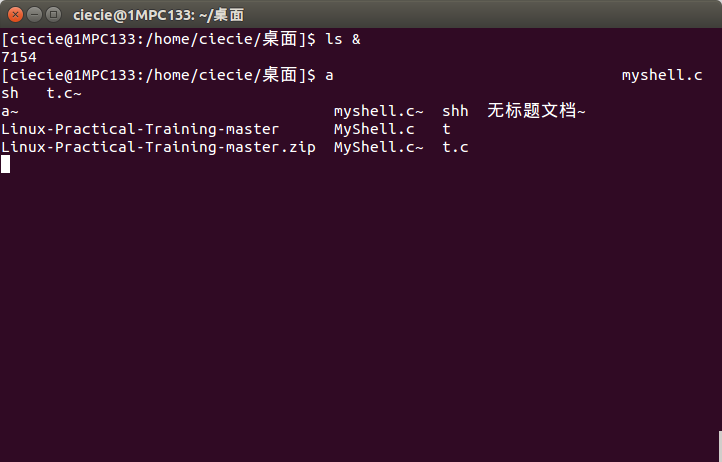 ciecie@1MPC133: ~/桌面
[ciecie@1MPC133:/home/ciecie/桌面]$ ls &
7154
[ciecie@1MPC133:/home/ciecie/桌面]$ a                                myshell.c
sh   t.c~
a~                                   myshell.c~  shh  无标题文档~
Linux-Practical-Training-master      MyShell.c   t
Linux-Practical-Training-master.zip  MyShell.c~  t.c